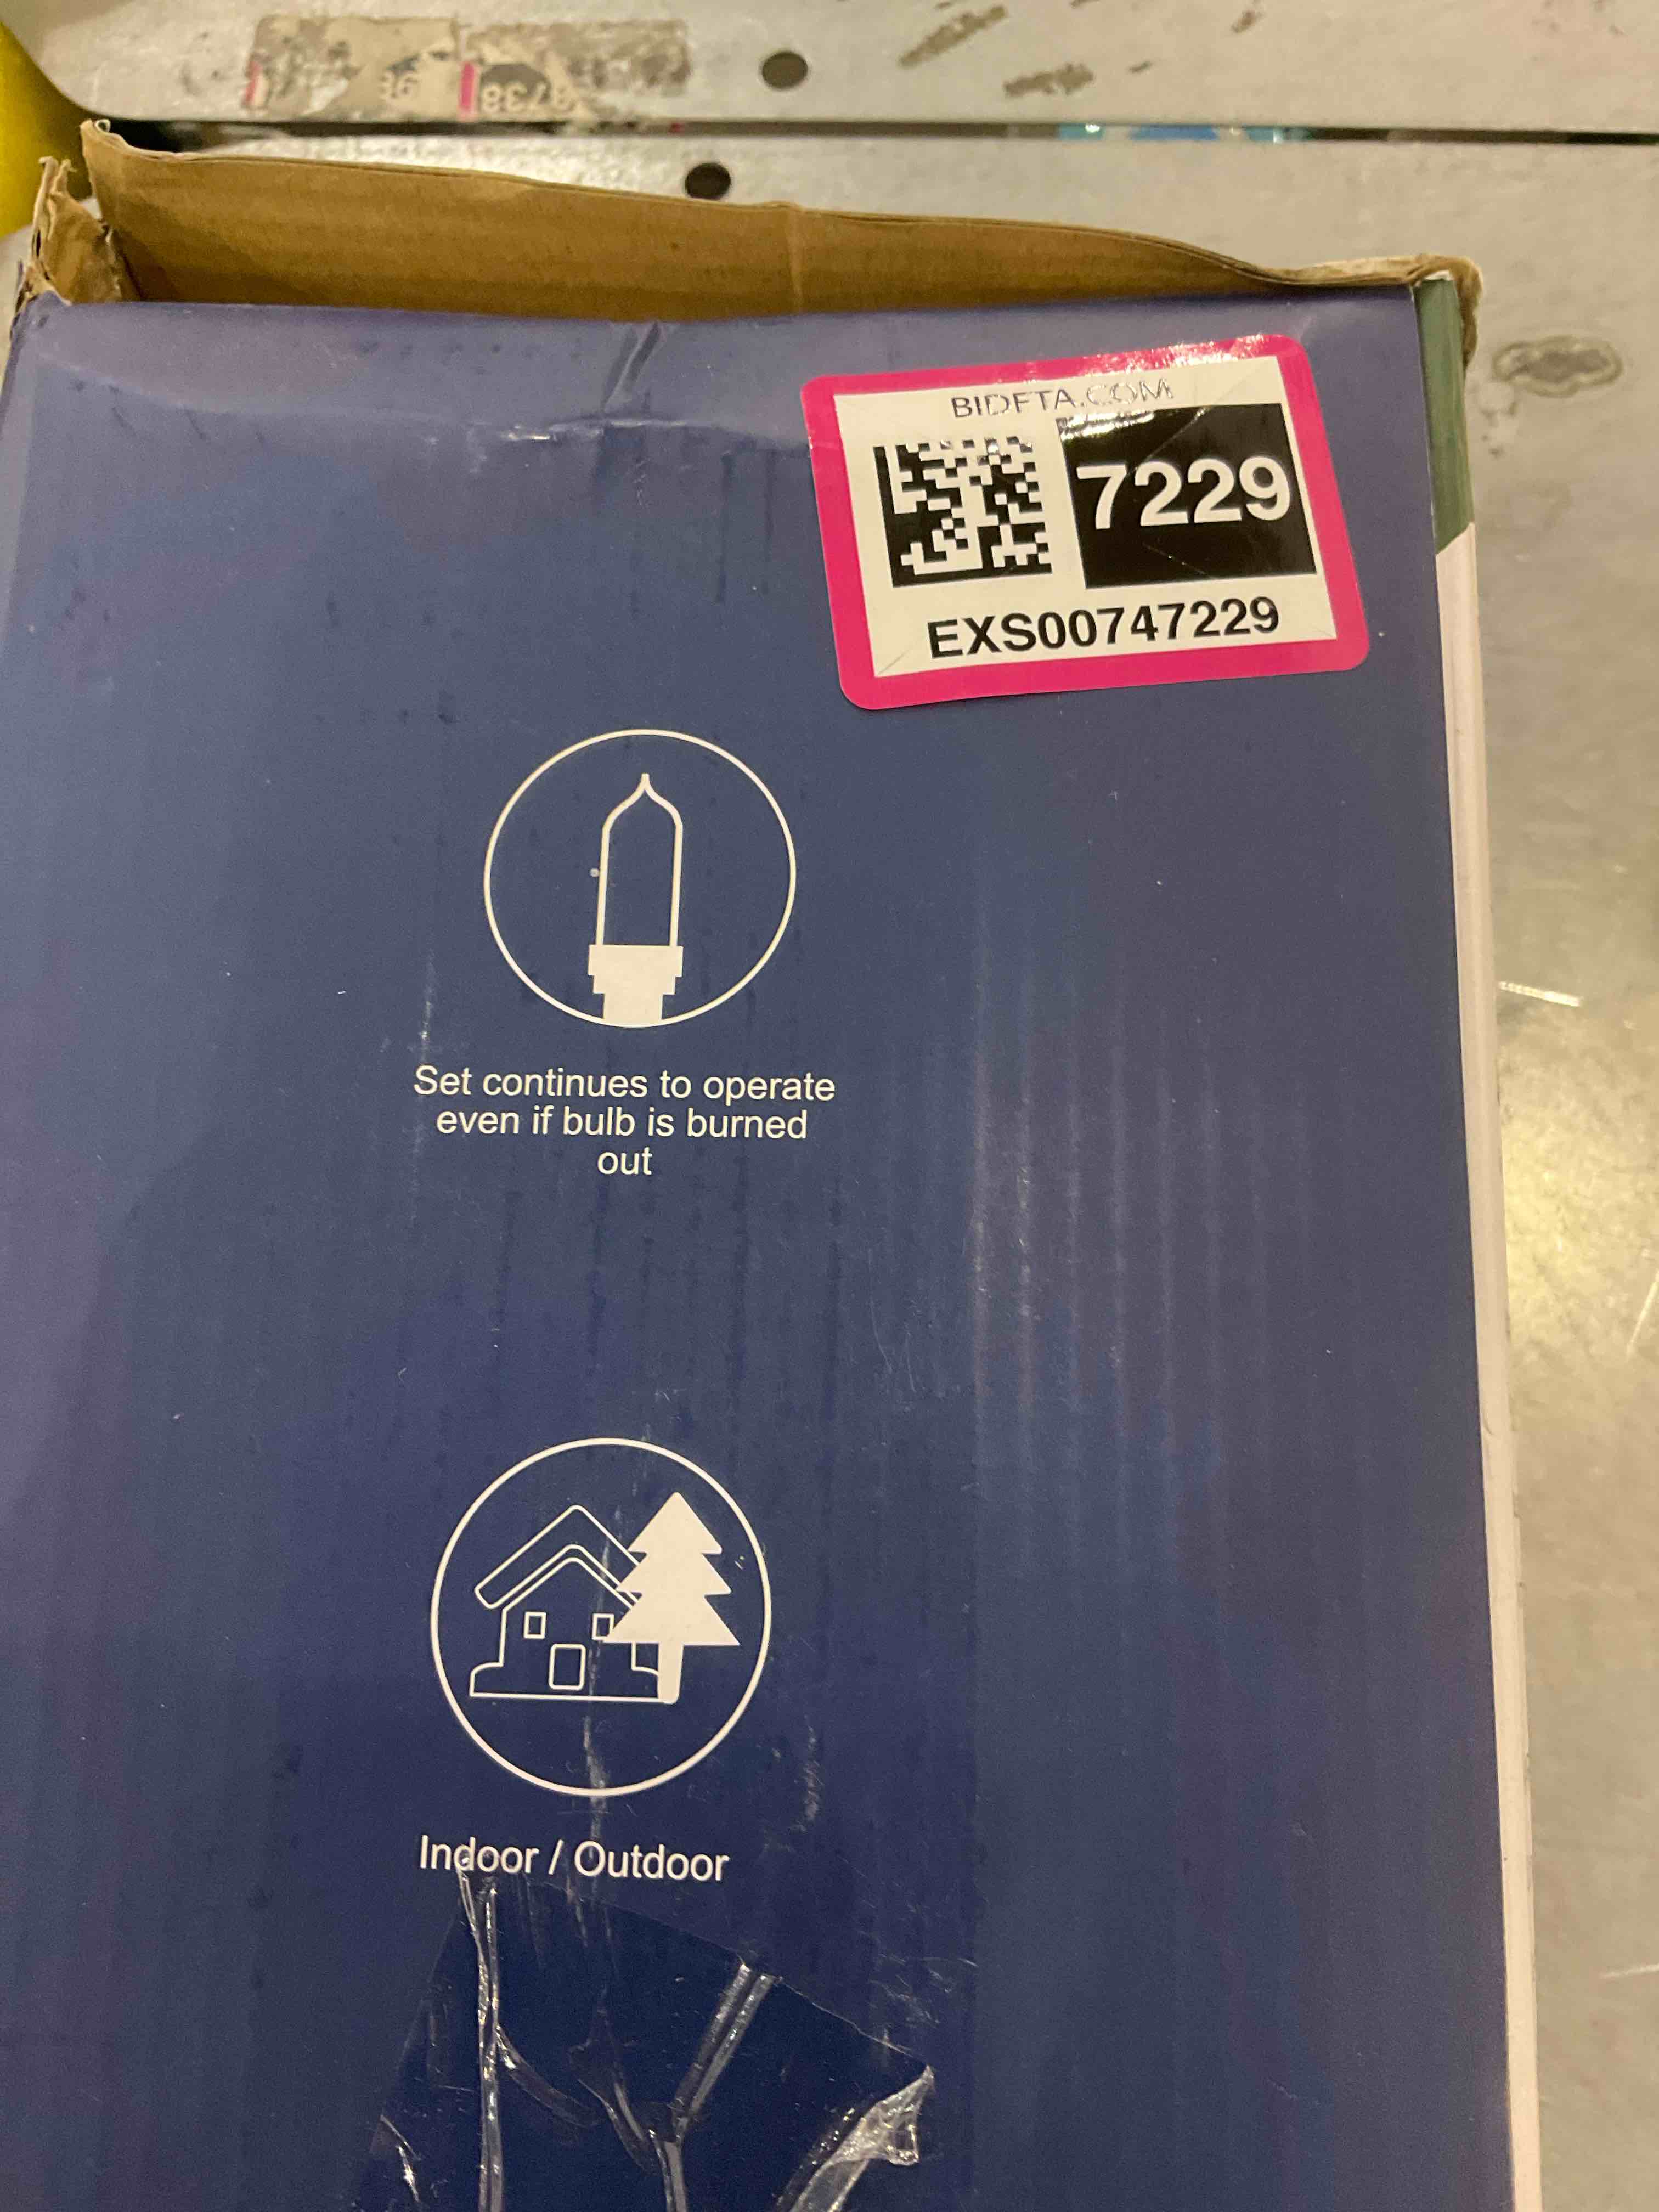 BIDFTA.COM
7229
EXS00747229
Set continues to operate
even if bulb is burned
out
Indoor / Outdoor